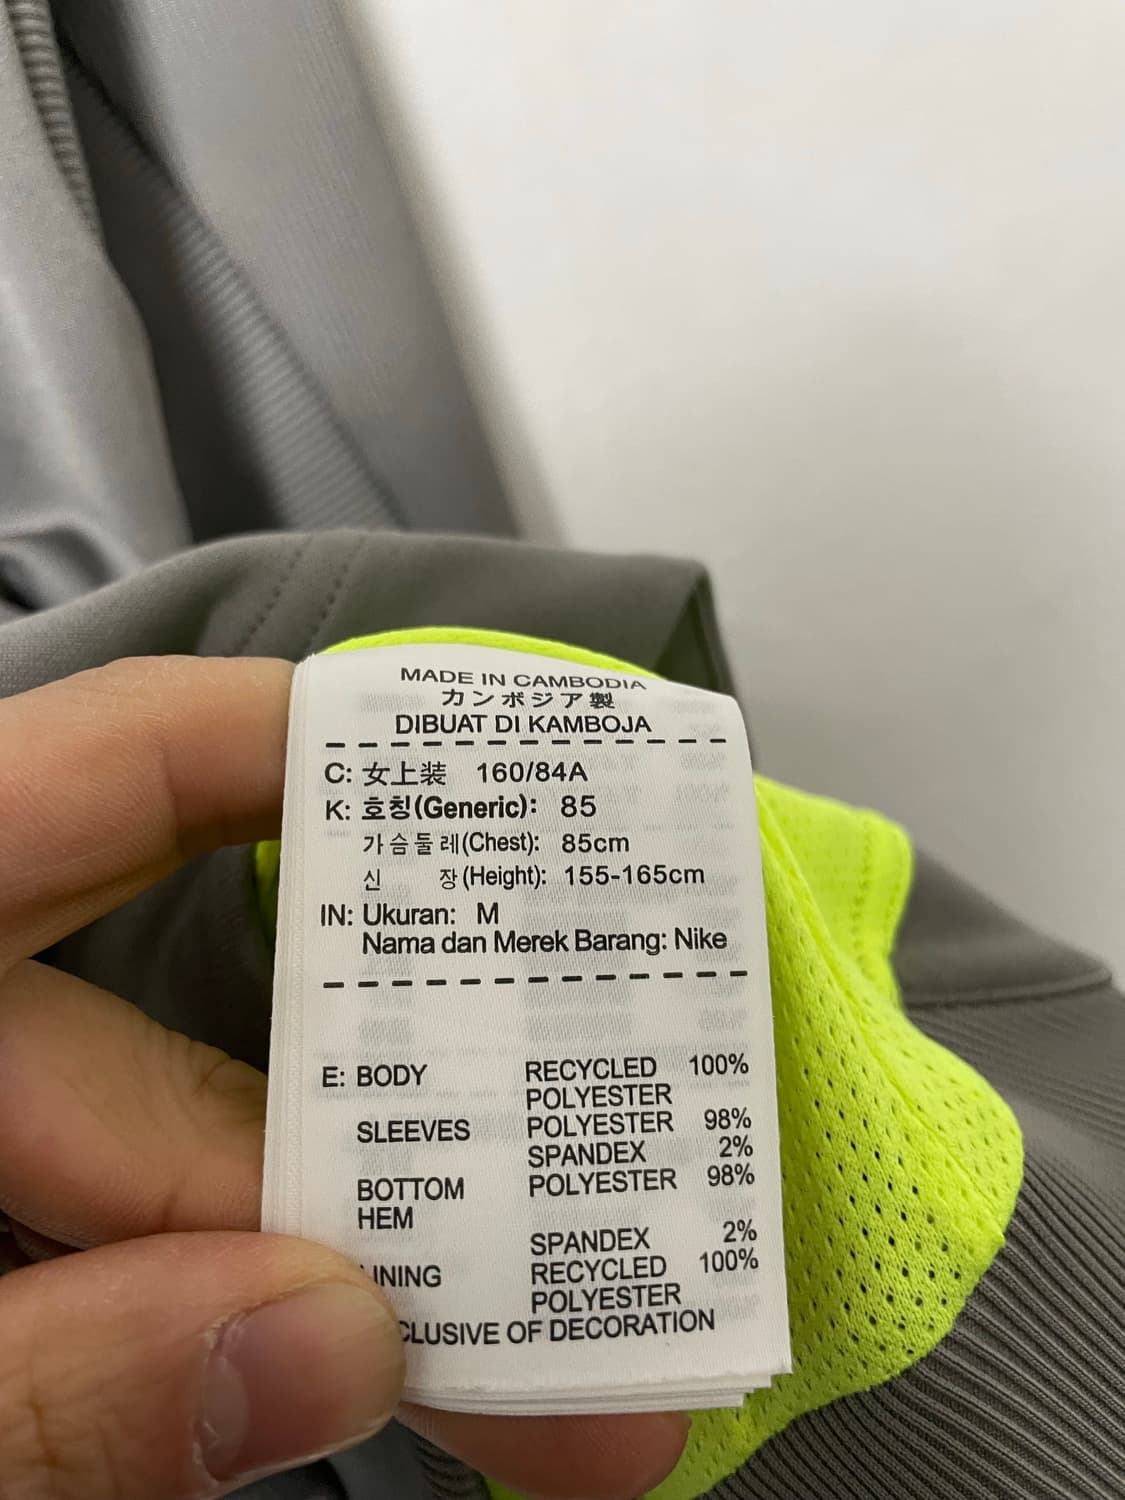 MADE IN CAMBODIA
カンボジア製
DIBUAT DI KAMBOJA
C: 女上装 160/84A
K: 호칭(Generic): 85
가슴둘레(Chest): 85cm
신 장(Height): 155-165cm
IN: Ukuran: M
Nama dan Merek Barang: Nike
E: BODY RECYCLED 100%
POLYESTER
SLEEVES POLYESTER 98%
SPANDEX 2%
BOTTOM POLYESTER 98%
HEM
SPANDEX 2%
INING RECYCLED 100%
POLYESTER
CLUSIVE OF DECORATION